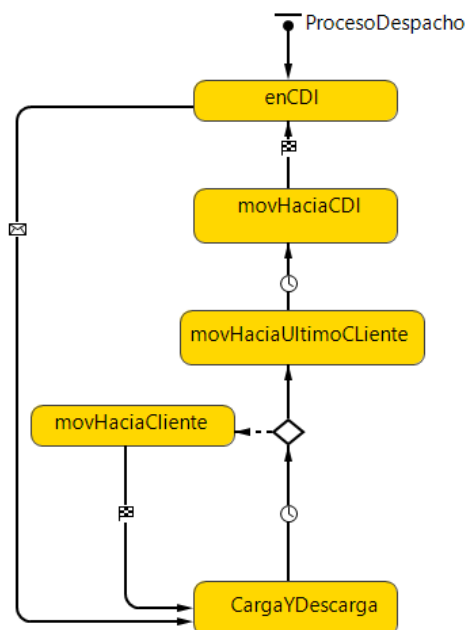 ProcesoDespacho
enCDI
movHaciaCDI
movHaciaUltimoCLiente
movHaciaCliente
CargaYDescarga